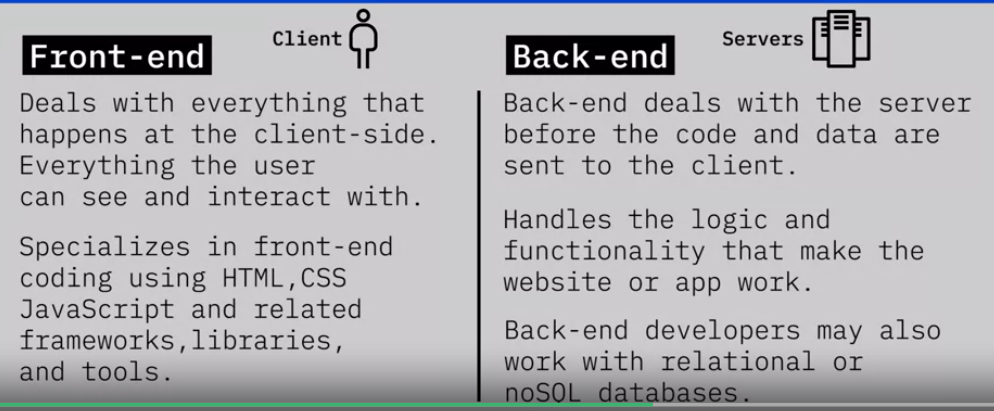 Front-end
Client
Deals with everything that
happens at the client-side.
Everything the user
can see and interact with.
Specializes in front-end
coding using HTML,CSS
JavaScript and related
frameworks,libraries,
and tools.
Back-end
Servers
Back-end deals with the server
before the code and data are
sent to the client.
Handles the logic and
functionality that make the
website or app work.
Back-end developers may also
work with relational or
noSQL databases.